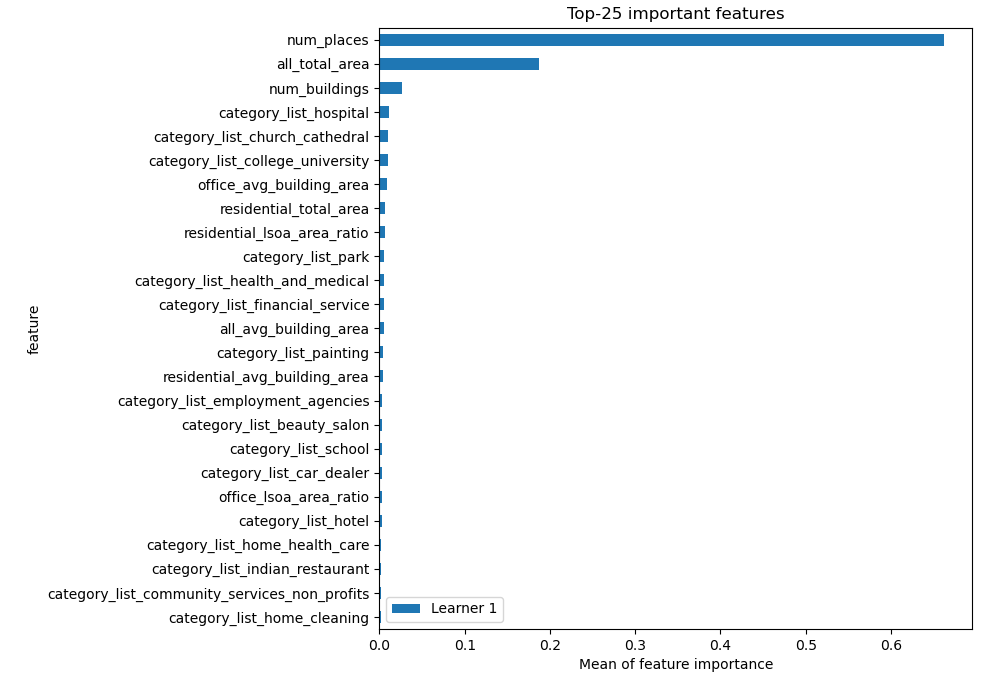 Top-25 important features
num_places
all_total_area
num_buildings
category_list_hospital
category_list_church_cathedral
category_list_college_university
office_avg_building_area
residential_total_area
residential_lsoa_area_ratio
category_list_park
category_list_health_and_medical
category_list_financial_service
all_avg_building_area
category_list_painting
residential_avg_building_area
category_list_employment_agencies
category_list_beauty_salon
category_list_school
category_list_car_dealer
office_lsoa_area_ratio
category_list_hotel
category_list_home_health_care
category_list_indian_restaurant
category_list_community_services_non_profits
category_list_home_cleaning
feature
Learner 1
0.0 0.1 0.2 0.3 0.4 0.5 0.6
Mean of feature importance